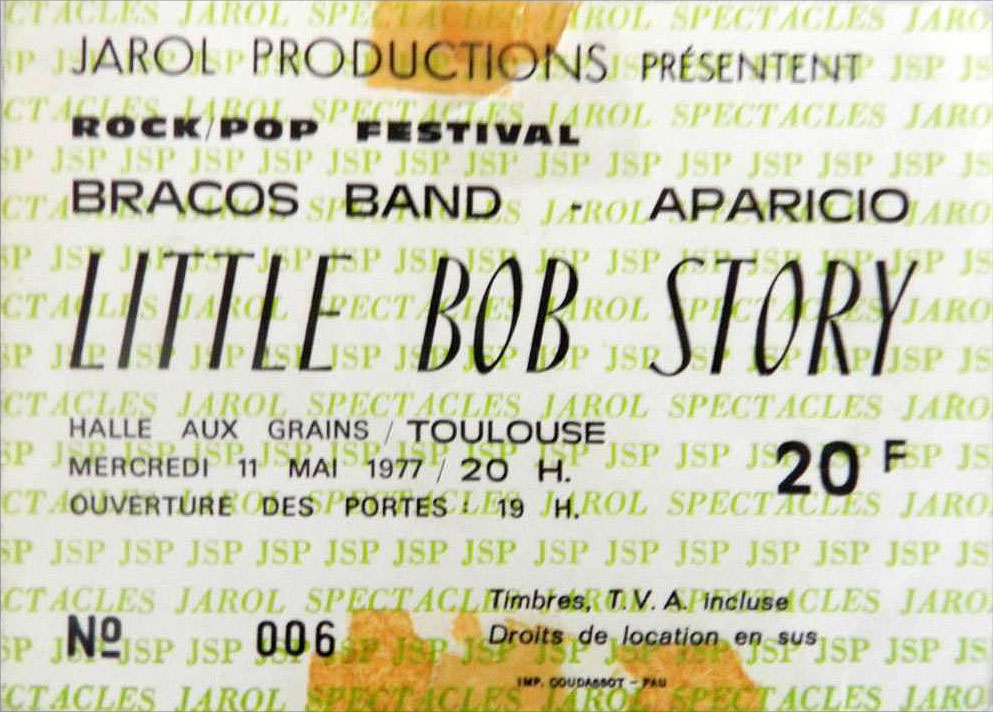 JAROL PRODUCTIONS PRÉSENTENT
ROCK/POP FESTIVAL
BRACOS BAND - APARICIO
LITTLE BOB STORY
HALLE AUX GRAINS / TOULOUSE
MERCREDI 11 MAI 1977 / 20 H.
OUVERTURE DES PORTES : 19 H.
20 F
Timbres, T.V.A. incluse
Droits de location en sus
Nº 006
IMP. GOUDASSOT - PAU